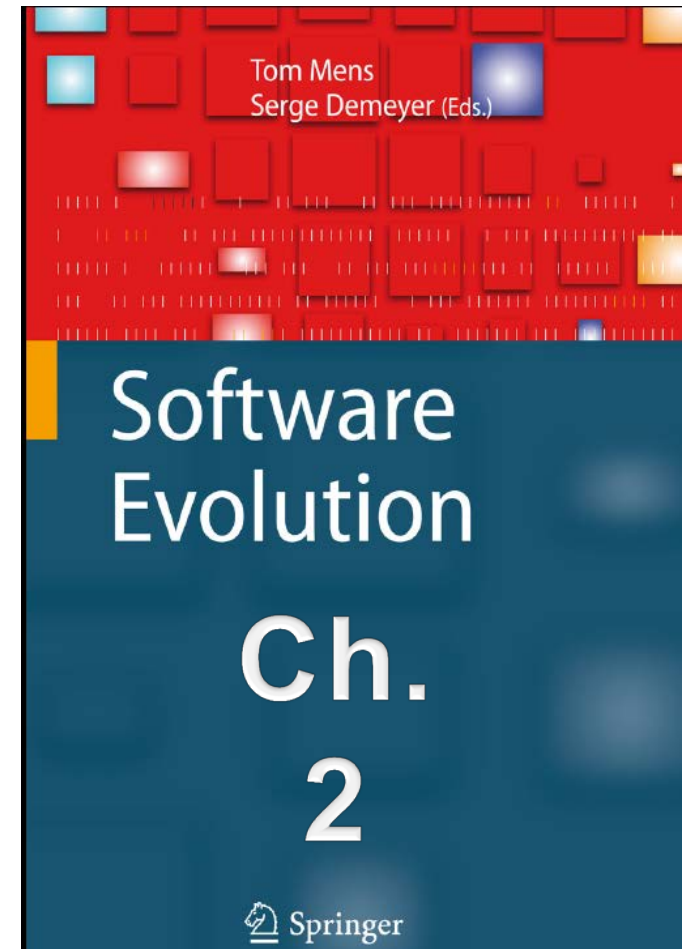 Tom Mens
Serge Demeyer (Eds.)
Software
Evolution
Ch.
2
Springer